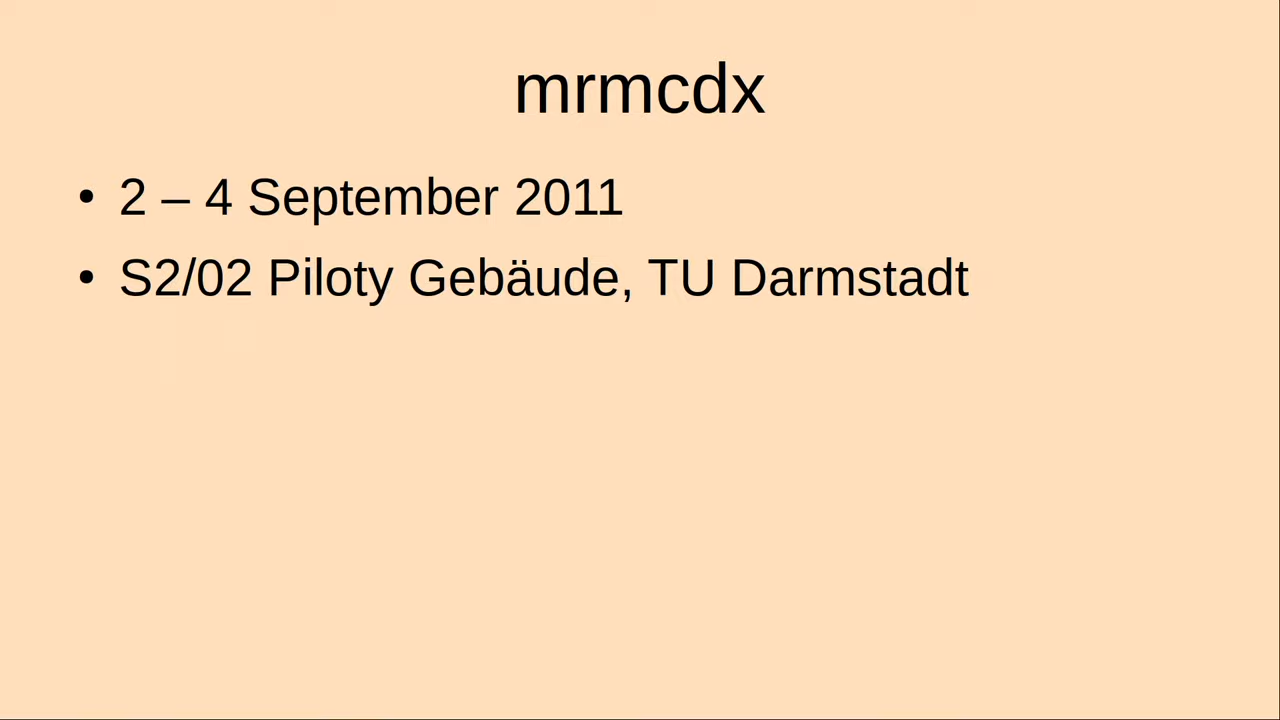 mrmcdx
• 2 – 4 September 2011
• S2/02 Piloty Gebäude, TU Darmstadt